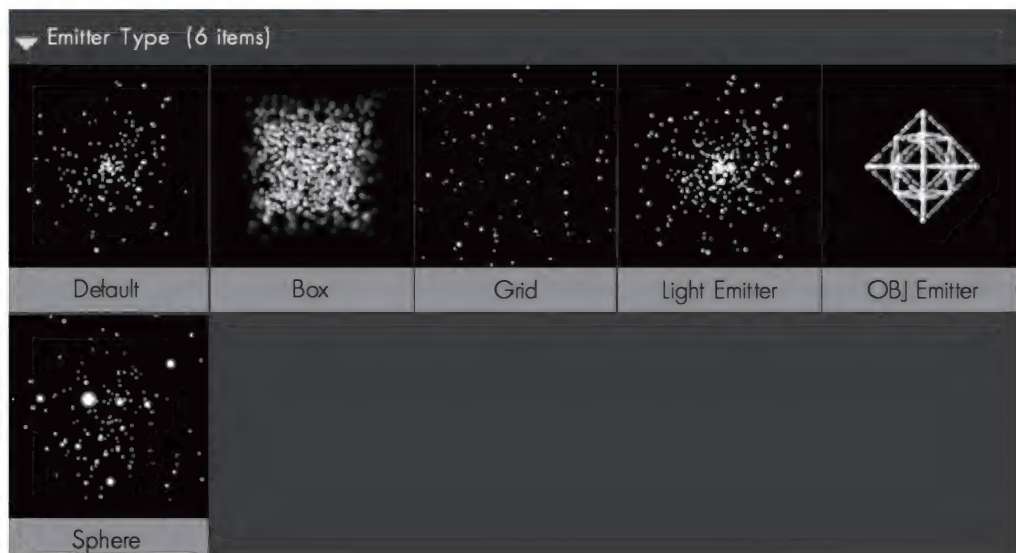 Emitter Type (6 items)
Default
Box
Grid
Light Emitter
OBJ Emitter
Sphere